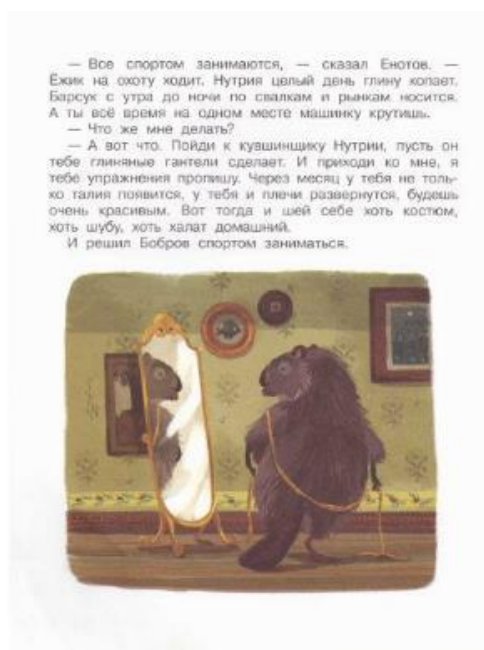 — Все спортом занимаются, — сказал Енотов. —
Ёжик на охоту ходит. Нутрия целый день глину копает.
Барсук с утра до ночи по свалкам и рынкам носится.
А ты всё время на одном месте машинку крутишь.
— Что же мне делать?
— А вот что. Пойди к кувшинщику Нутрии, пусть он
тебе глиняные гантели сделает. И приходи ко мне, я
тебе упражнения пропишу. Через месяц у тебя не толь-
ко талия появится, у тебя и плечи развернутся, будешь
очень красивым. Вот тогда и шей себе хоть костюм,
хоть шубу, хоть халат домашний.
И решил Бобров спортом заниматься.